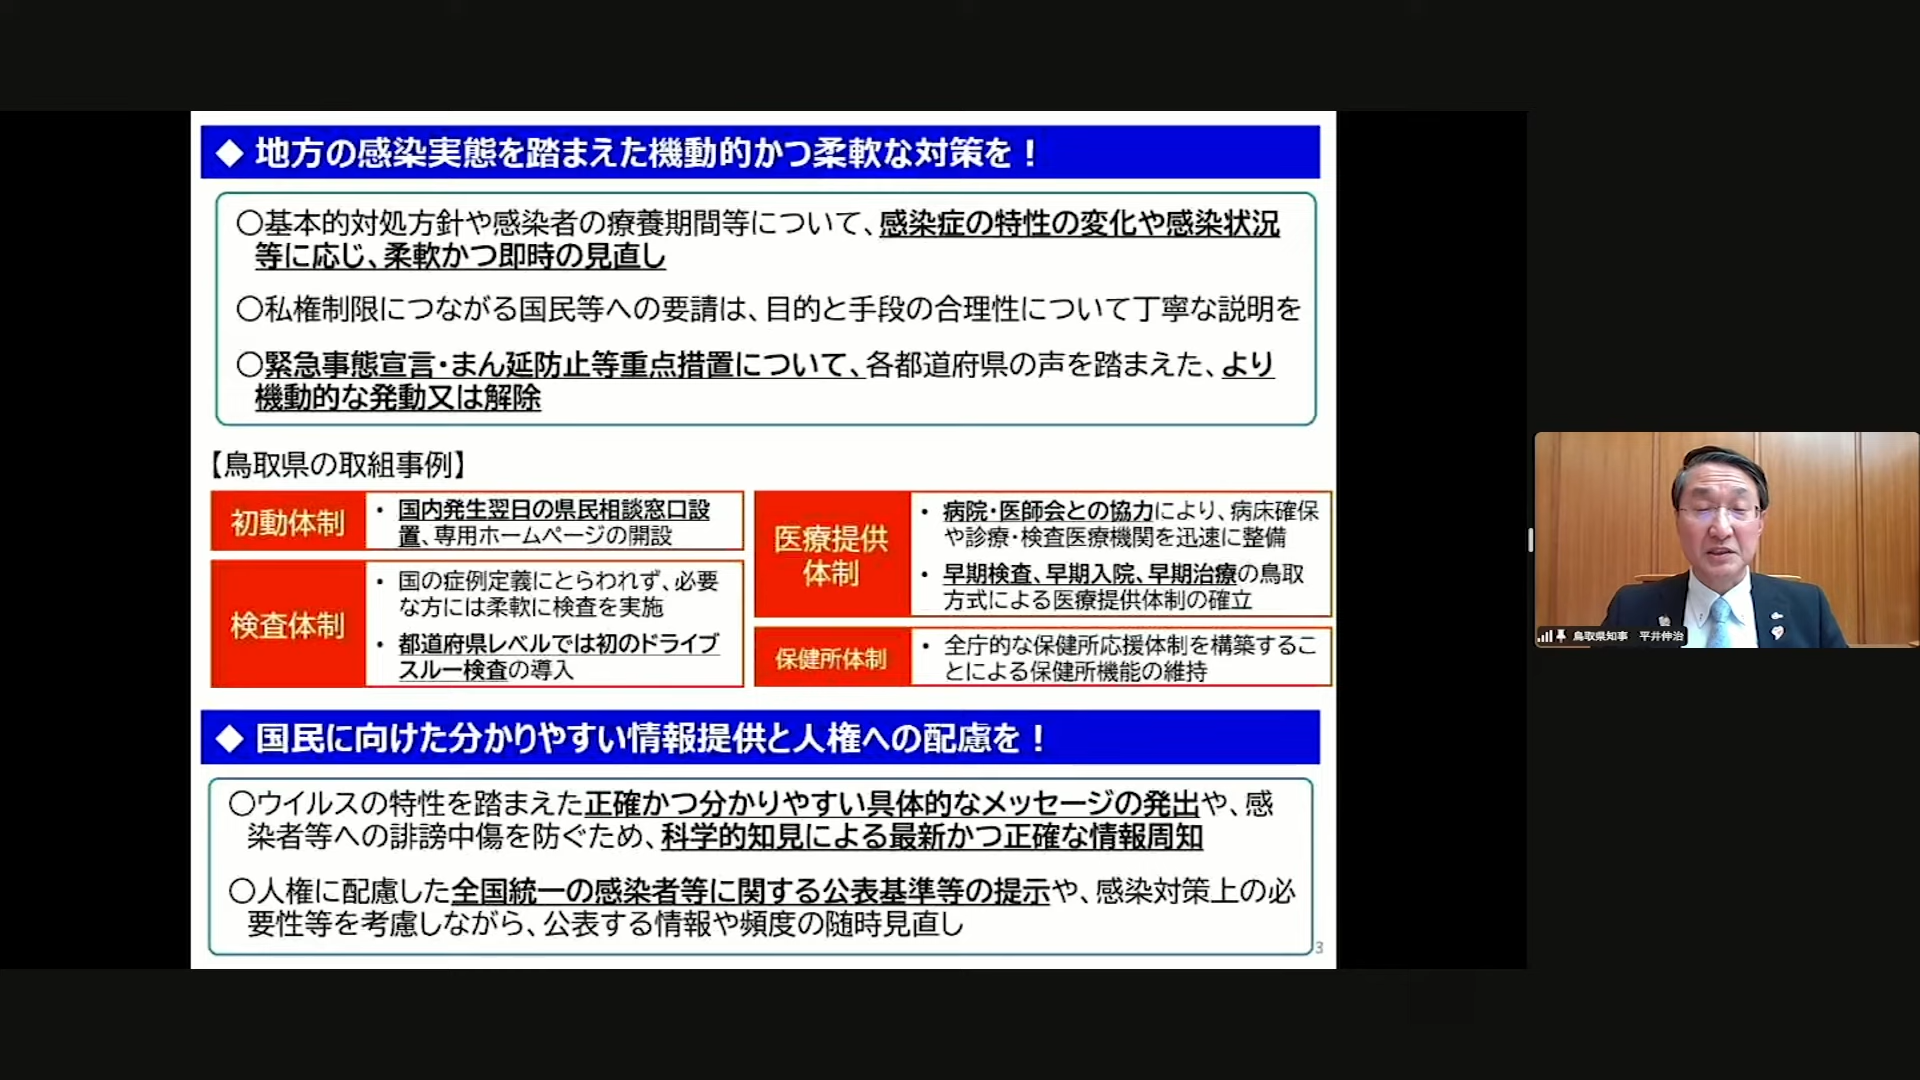 ◆ 地方の感染実態を踏まえた機動的かつ柔軟な対策を！
〇基本的対処方針や感染者の療養期間等について、感染症の特性の変化や感染状況
等に応じ、柔軟かつ即時の見直し
〇私権制限につながる国民等への要請は、目的と手段の合理性について丁寧な説明を
〇緊急事態宣言・まん延防止等重点措置について、各都道府県の声を踏まえた、より
機動的な発動又は解除
【鳥取県の取組事例】
初動体制
• 国内発生翌日の県民相談窓口設
置、専用ホームページの開設
検査体制
• 国の症例定義にとらわれず、必要
な方には柔軟に検査を実施
• 都道府県レベルでは初のドライブ
スルー検査の導入
医療提供
体制
• 病院・医師会との協力により、病床確保
や診療・検査医療機関を迅速に整備
• 早期検査、早期入院、早期治療の鳥取
方式による医療提供体制の確立
保健所体制
• 全庁的な保健所応援体制を構築するこ
とによる保健所機能の維持
◆ 国民に向けた分かりやすい情報提供と人権への配慮を！
〇ウイルスの特性を踏まえた正確かつ分かりやすい具体的なメッセージの発出や、感
染者等への誹謗中傷を防ぐため、科学的知見による最新かつ正確な情報周知
〇人権に配慮した全国統一の感染者等に関する公表基準等の提示や、感染対策上の必
要性等を考慮しながら、公表する情報や頻度の随時見直し
3
鳥取県知事 平井伸治